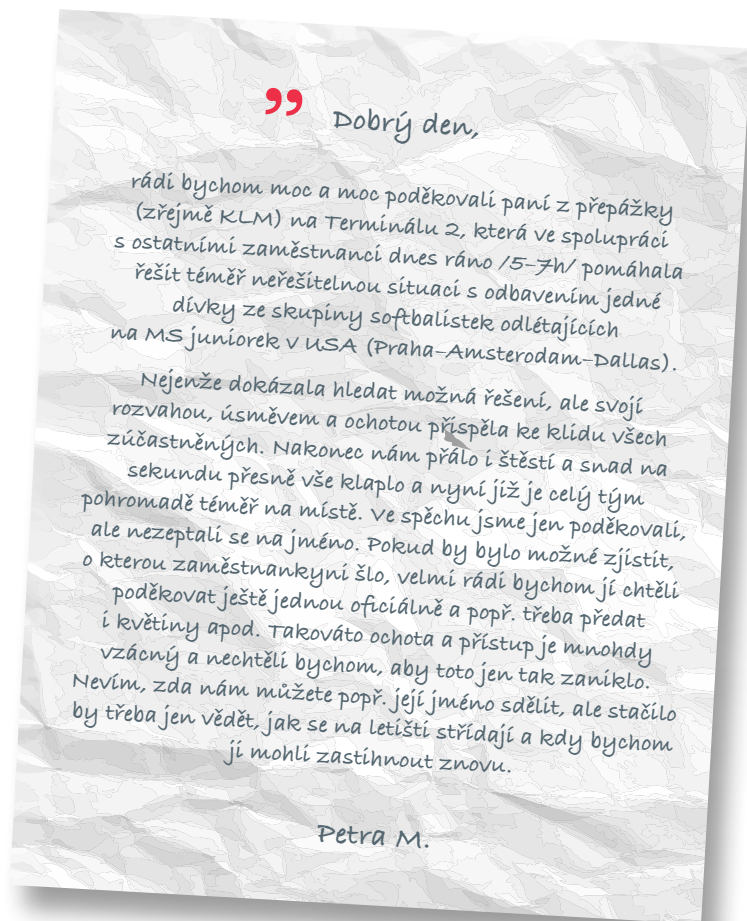 ” Dobrý den,
rádi bychom moc a moc poděkovali paní z přepážky
(zřejmě KLM) na Terminálu 2, která ve spolupráci
s ostatními zaměstnanci dnes ráno /5–7h/ pomáhala
řešit téměř neřešitelnou situaci s odbavením jedné
dívky ze skupiny softbalistek odlétajících
na MS juniorek v USA (Praha–Amsterodam–Dallas).
Nejenže dokázala hledat možná řešení, ale svojí
rozvahou, úsměvem a ochotou přispěla ke klidu všech
zúčastněných. Nakonec nám přálo i štěstí a snad na
sekundu přesně vše klaplo a nyní již je celý tým
pohromadě téměř na místě. Ve spěchu jsme jen poděkovali,
ale nezeptali se na jméno. Pokud by bylo možné zjistit,
o kterou zaměstnankyni šlo, velmi rádi bychom jí chtěli
poděkovat ještě jednou oficiálně a popř. třeba předat
i květiny apod. Takováto ochota a přístup je mnohdy
vzácný a nechtěli bychom, aby toto jen tak zaniklo.
Nevím, zda nám můžete popř. její jméno sdělit, ale stačilo
by třeba jen vědět, jak se na letišti střídají a kdy bychom
ji mohli zastihnout znovu.
Petra M.